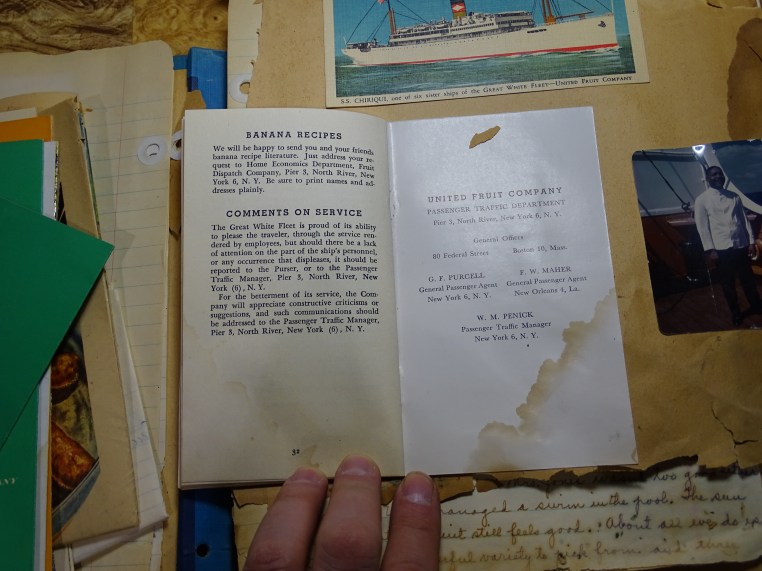 S.S. CHIRIQUI, one of six sister ships of the GREAT WHITE FLEET—UNITED FRUIT COMPANY
BANANA RECIPES
We will be happy to send you and your friends
banana recipe literature. Just address your re-
quest to Home Economics Department, Fruit
Dispatch Company, Pier 3, North River, New
York 6, N. Y. Be sure to print names and ad-
dresses plainly.
COMMENTS ON SERVICE
The Great White Fleet is proud of its ability
to please the traveler, through the service ren-
dered by employees, but should there be a lack
of attention on the part of the ship's personnel,
or any occurrence that displeases, it should be
reported to the Purser, or to the Passenger
Traffic Manager, Pier 3, North River, New
York (6), N. Y.
For the betterment of its service, the Com-
pany will appreciate constructive criticisms or
suggestions, and such communications should
be addressed to the Passenger Traffic Manager,
Pier 3, North River, New York (6), N. Y.
32
UNITED FRUIT COMPANY
PASSENGER TRAFFIC DEPARTMENT
Pier 3, North River, New York 6, N. Y.
General Offices
80 Federal Street Boston 10, Mass.
G. F. PURCELL F. W. MAHER
General Passenger Agent General Passenger Agent
New York 6, N. Y. New Orleans 4, La.
W. M. PENICK
Passenger Traffic Manager
New York 6, N. Y.
managed a swim in the pool. The sun
still feels good. About all we do
variety to pick from and